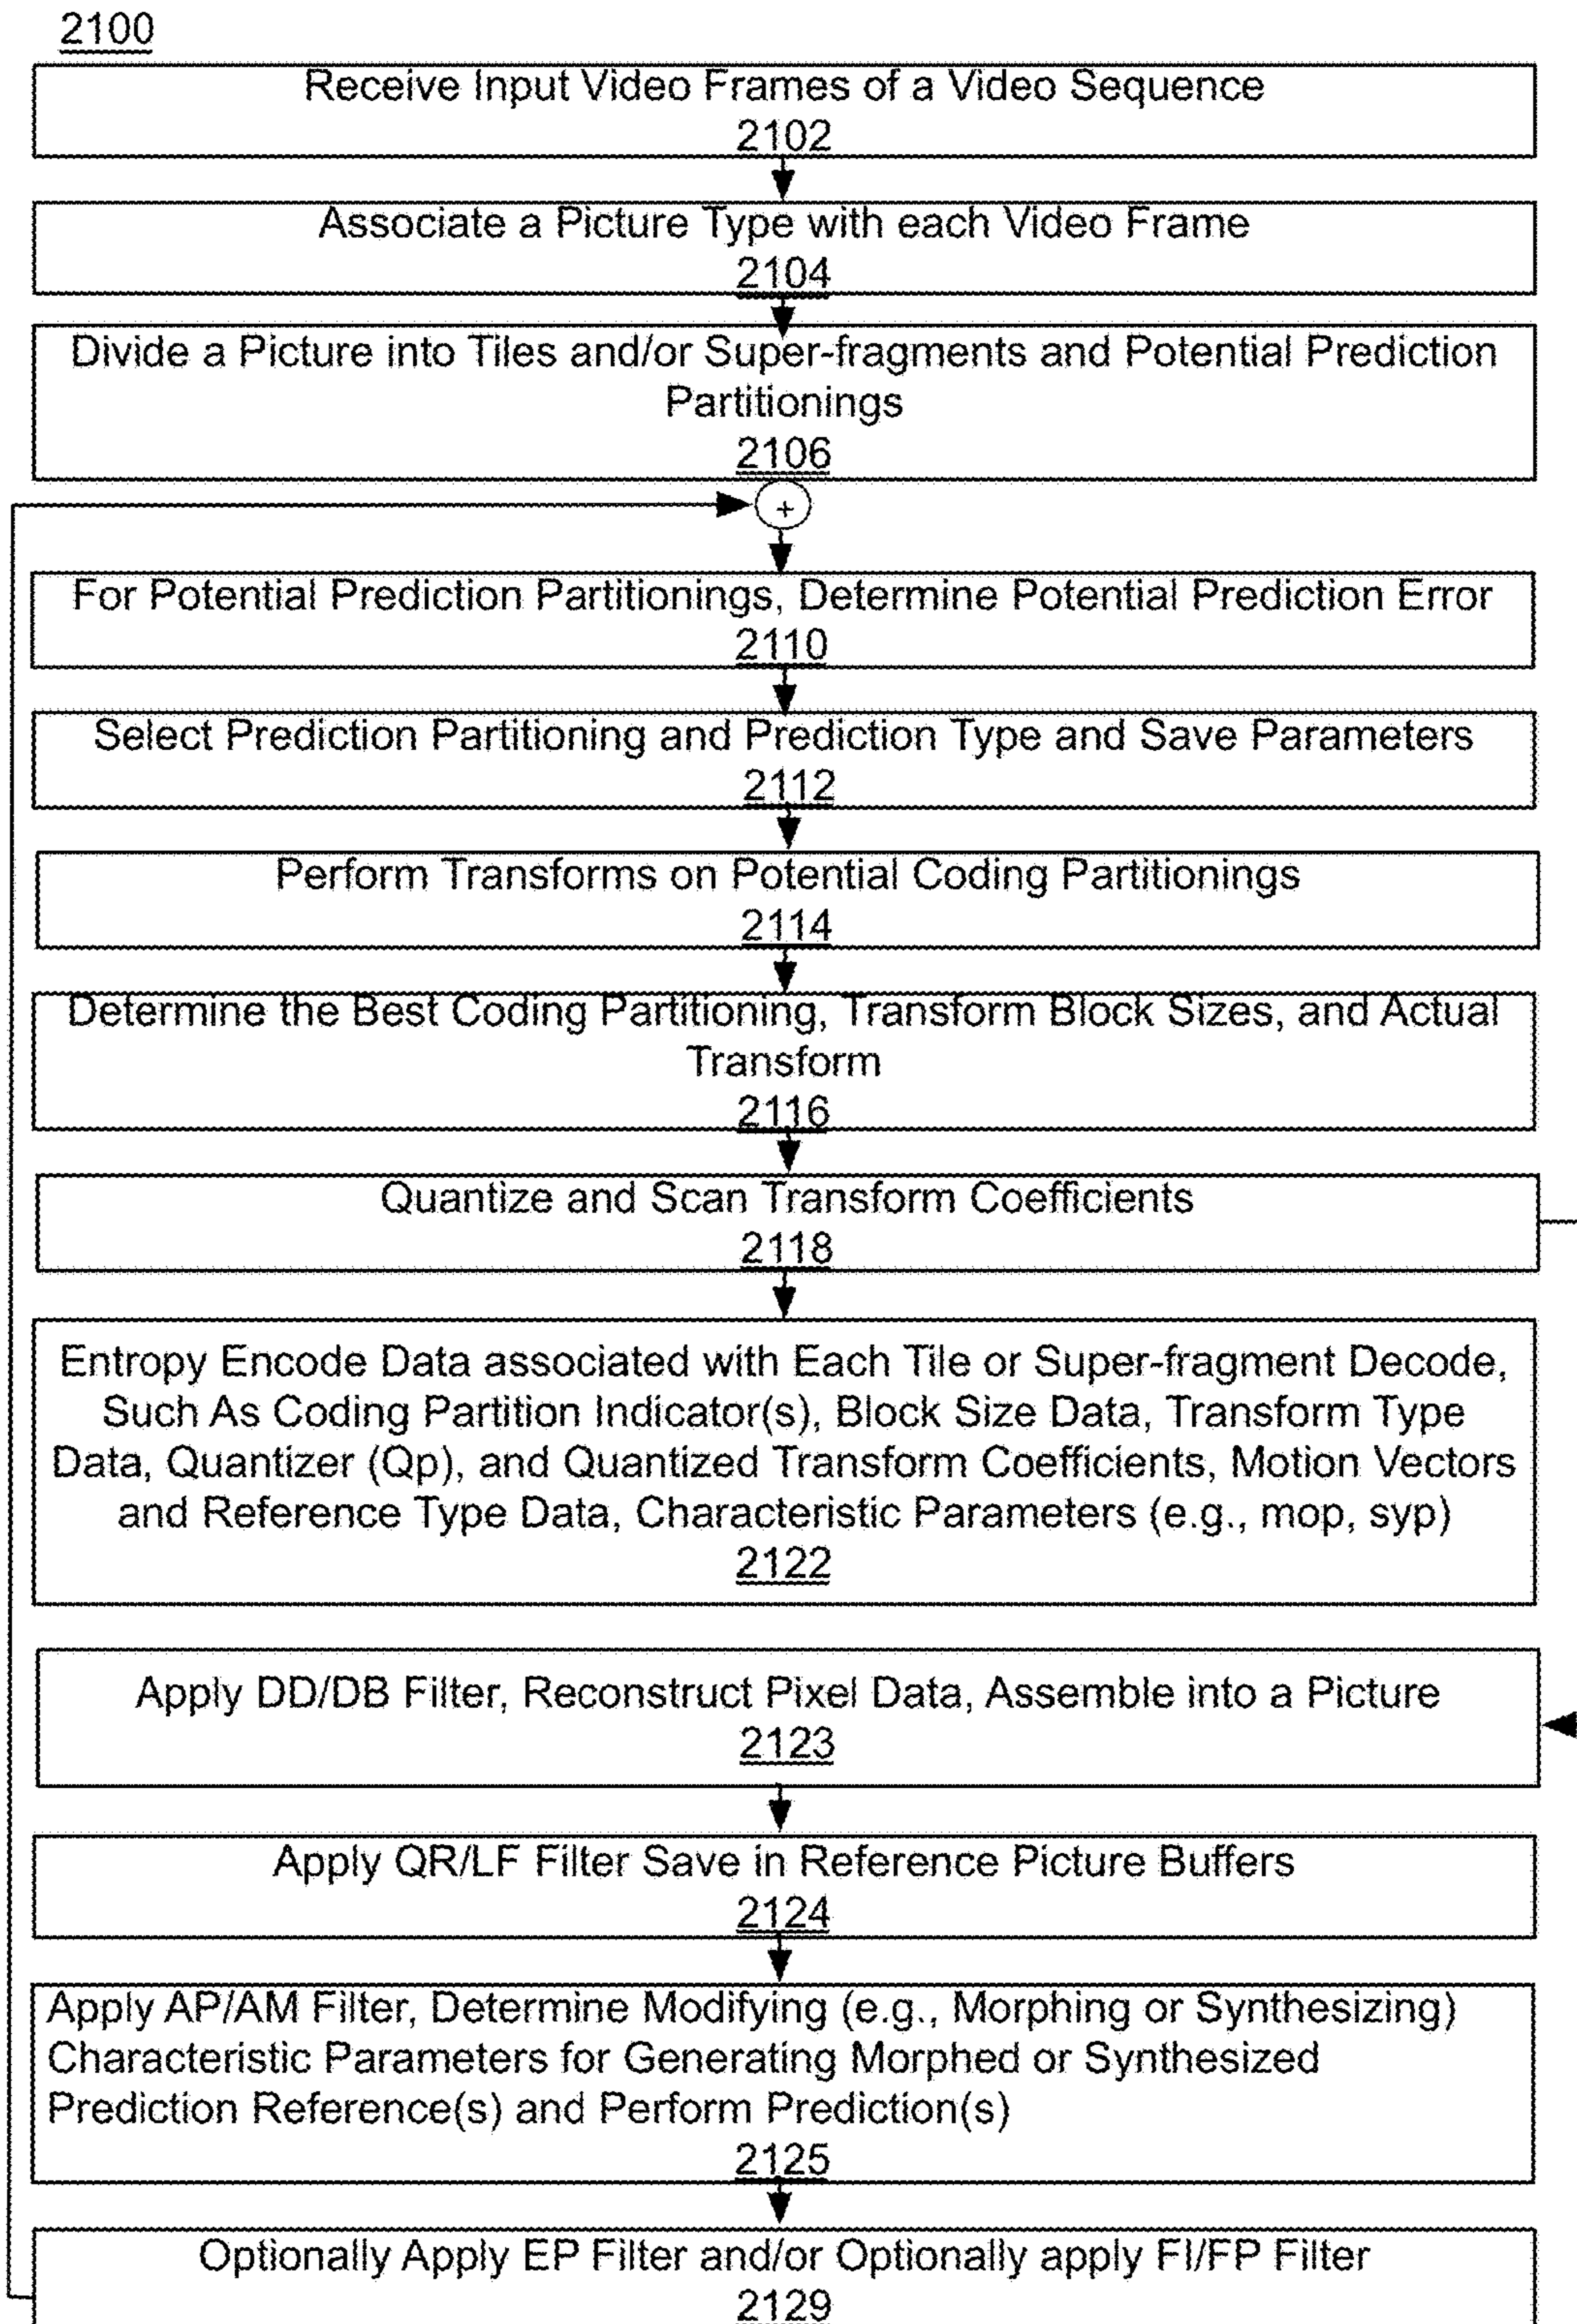 2100
Receive Input Video Frames of a Video Sequence
2102
Associate a Picture Type with each Video Frame
2104
Divide a Picture into Tiles and/or Super-fragments and Potential Prediction
Partitionings
2106
+
For Potential Prediction Partitionings, Determine Potential Prediction Error
2110
Select Prediction Partitioning and Prediction Type and Save Parameters
2112
Perform Transforms on Potential Coding Partitionings
2114
Determine the Best Coding Partitioning, Transform Block Sizes, and Actual
Transform
2116
Quantize and Scan Transform Coefficients
2118
Entropy Encode Data associated with Each Tile or Super-fragment Decode,
Such As Coding Partition Indicator(s), Block Size Data, Transform Type
Data, Quantizer (Qp), and Quantized Transform Coefficients, Motion Vectors
and Reference Type Data, Characteristic Parameters (e.g., mop, syp)
2122
Apply DD/DB Filter, Reconstruct Pixel Data, Assemble into a Picture
2123
Apply QR/LF Filter Save in Reference Picture Buffers
2124
Apply AP/AM Filter, Determine Modifying (e.g., Morphing or Synthesizing)
Characteristic Parameters for Generating Morphed or Synthesized
Prediction Reference(s) and Perform Prediction(s)
2125
Optionally Apply EP Filter and/or Optionally apply FI/FP Filter
2129